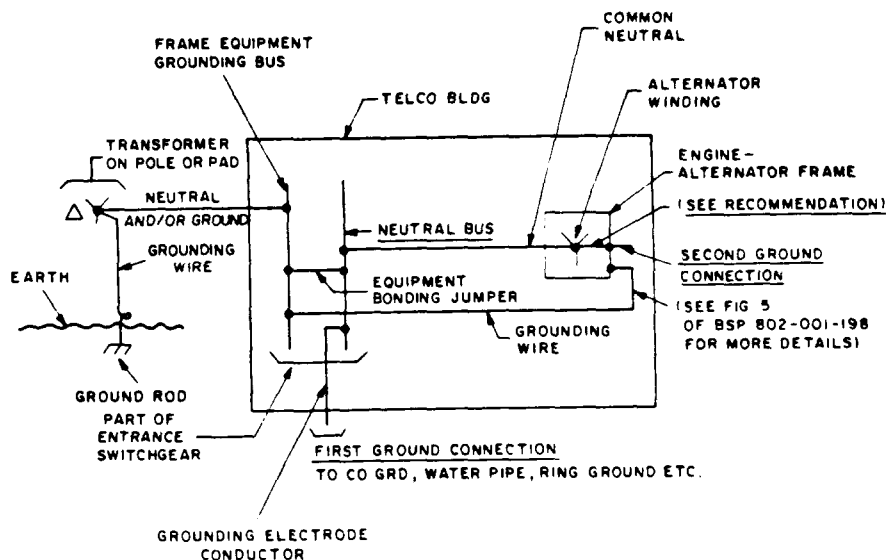 COMMON
NEUTRAL
FRAME EQUIPMENT
GROUNDING BUS
ALTERNATOR
WINDING
TELCO BLDG
TRANSFORMER
ON POLE OR PAD
ENGINE-
ALTERNATOR FRAME
NEUTRAL
AND/OR GROUND
(SEE RECOMMENDATION)
NEUTRAL BUS
GROUNDING
WIRE
SECOND GROUND
CONNECTION
EARTH
EQUIPMENT
BONDING JUMPER
(SEE FIG 5
OF BSP 802-001-198
FOR MORE DETAILS)
GROUNDING
WIRE
GROUND ROD
PART OF
ENTRANCE
SWITCHGEAR
FIRST GROUND CONNECTION
TO CO GRD, WATER PIPE, RING GROUND ETC.
GROUNDING ELECTRODE
CONDUCTOR